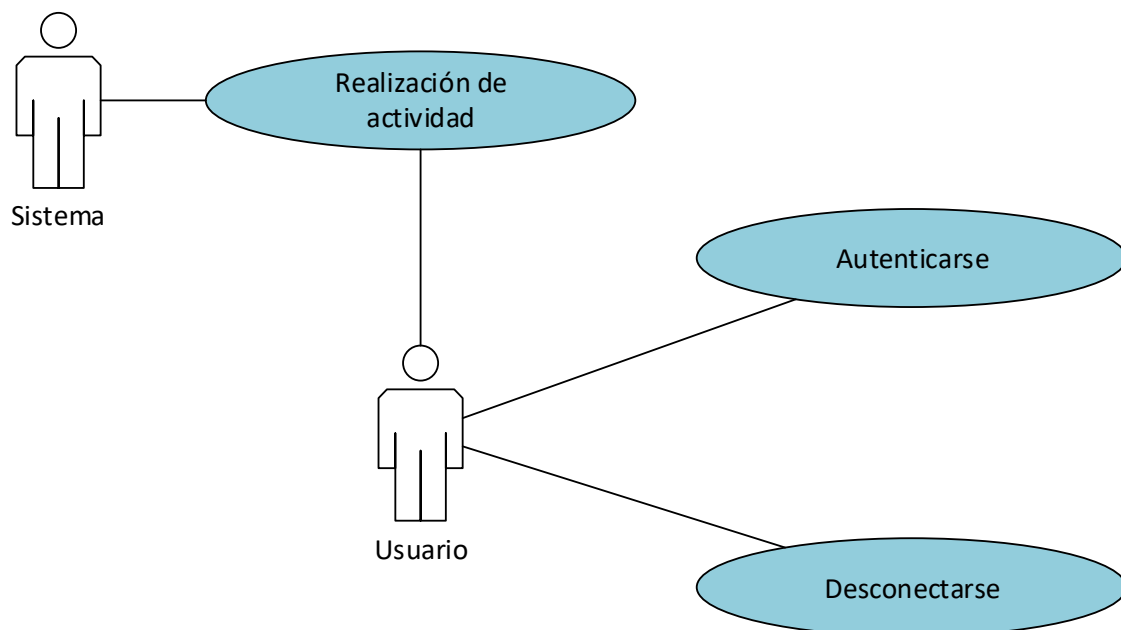 Realización de
actividad
Sistema
Autenticarse
Usuario
Desconectarse